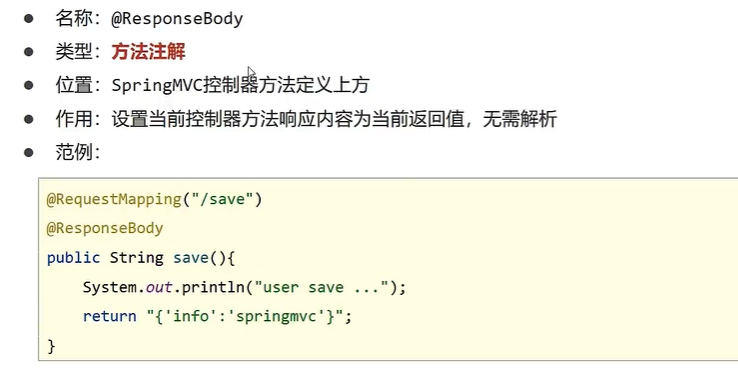 名称：@ResponseBody
类型：方法注解
位置：SpringMVC控制器方法定义上方
作用：设置当前控制器方法响应内容为当前返回值，无需解析
范例：
@RequestMapping("/save")
@ResponseBody
public String save(){
    System.out.println("user save ...");
    return "{'info':'springmvc'}";
}